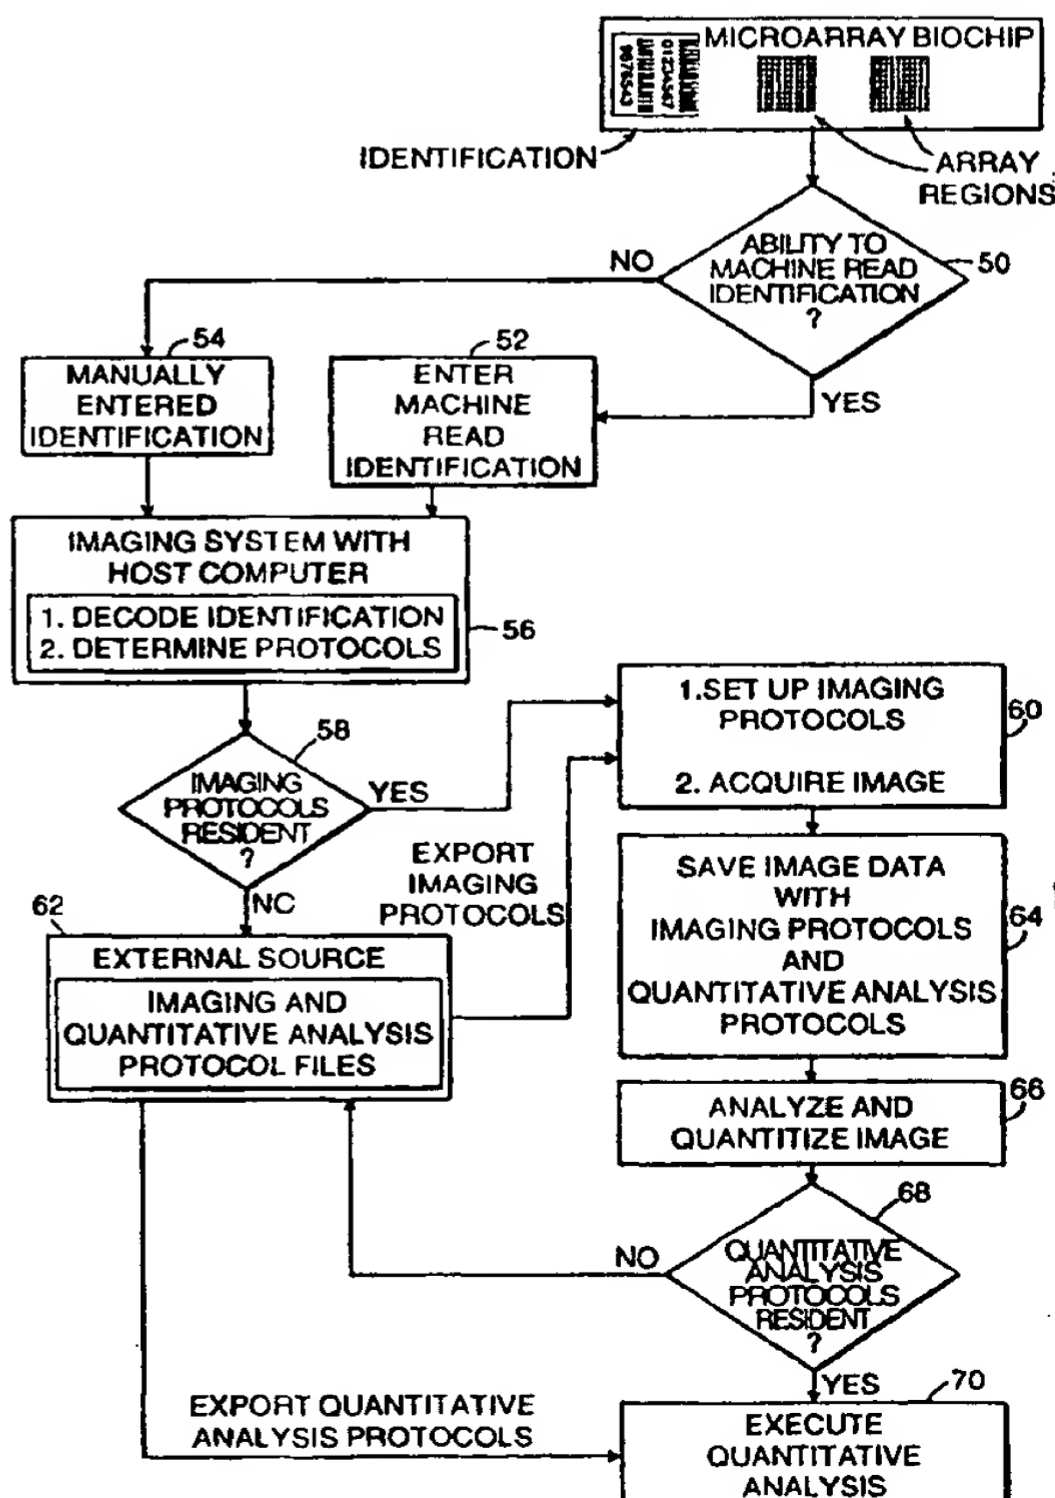 MICROARRAY BIOCHIP
01234567
9876543
IDENTIFICATION
ARRAY
REGIONS
ABILITY TO
MACHINE READ
IDENTIFICATION
?
50
NO
YES
54
MANUALLY
ENTERED
IDENTIFICATION
52
ENTER
MACHINE
READ
IDENTIFICATION
IMAGING SYSTEM WITH
HOST COMPUTER
1. DECODE IDENTIFICATION
2. DETERMINE PROTOCOLS
56
58
IMAGING
PROTOCOLS
RESIDENT
?
YES
NC
1.SET UP IMAGING
PROTOCOLS
2. ACQUIRE IMAGE
60
EXPORT
IMAGING
PROTOCOLS
62
EXTERNAL SOURCE
IMAGING AND
QUANTITATIVE ANALYSIS
PROTOCOL FILES
SAVE IMAGE DATA
WITH
IMAGING PROTOCOLS
AND
QUANTITATIVE ANALYSIS
PROTOCOLS
64
ANALYZE AND
QUANTITIZE IMAGE
66
68
QUANTITATIVE
ANALYSIS
PROTOCOLS
RESIDENT
?
NO
YES
EXPORT QUANTITATIVE
ANALYSIS PROTOCOLS
70
EXECUTE
QUANTITATIVE
ANALYSIS